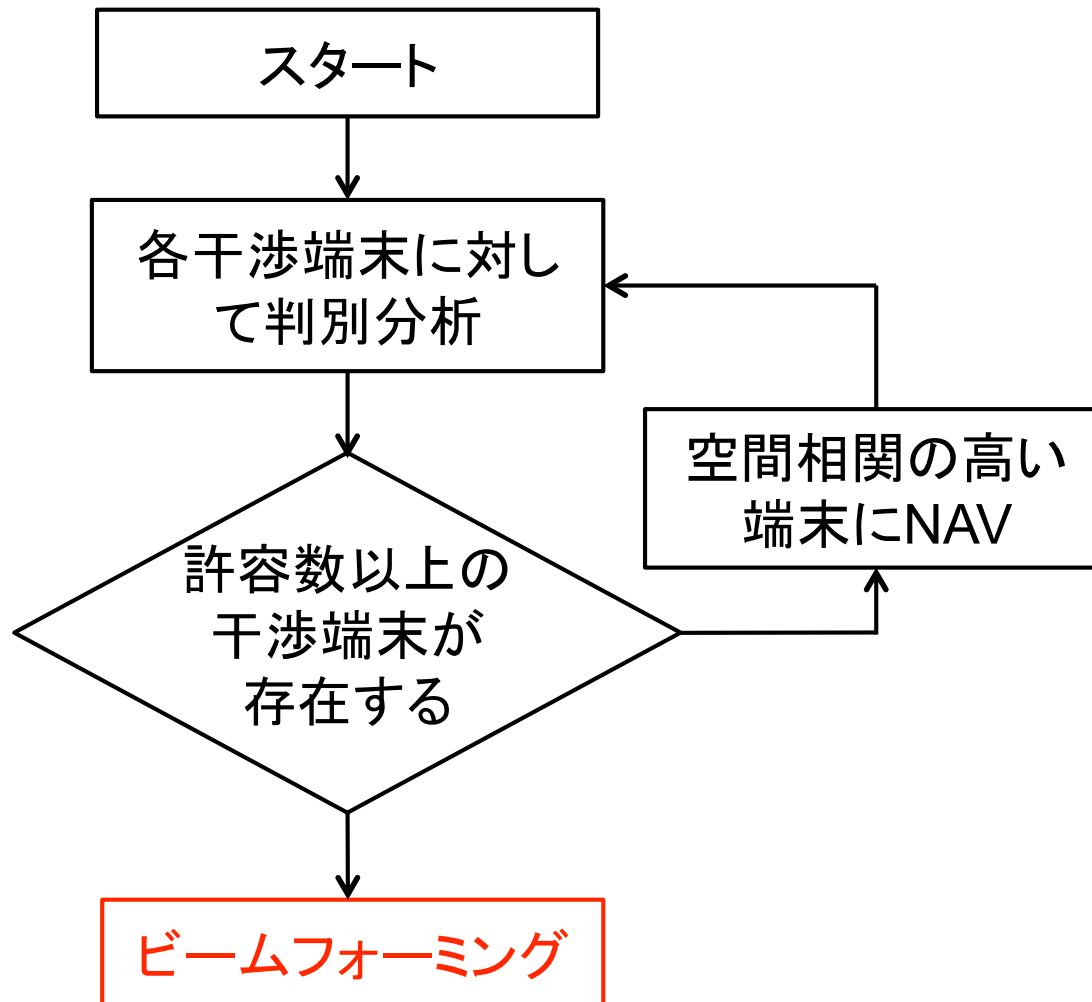 スタート
各干渉端末に対し
て判別分析
空間相関の高い
端末にNAV
許容数以上の
干渉端末が
存在する
ビームフォーミング